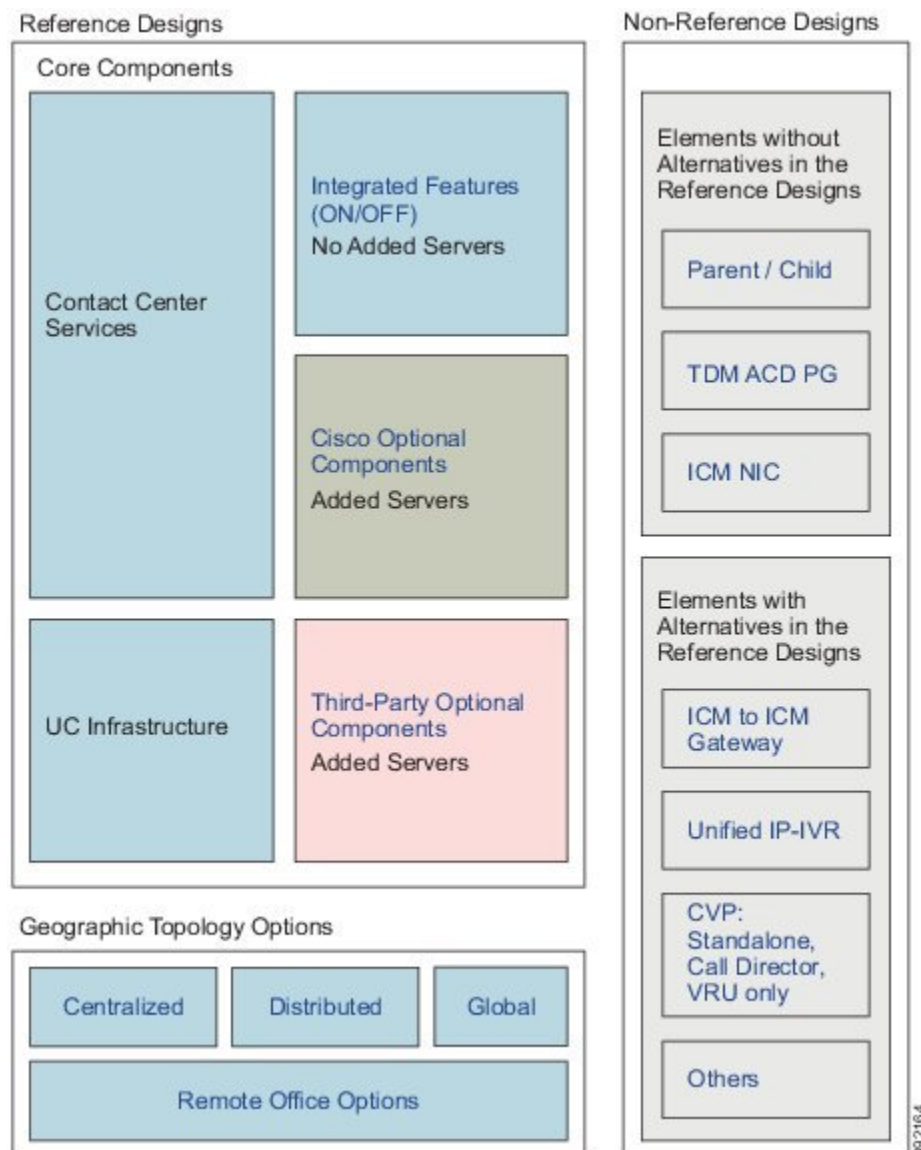 Reference Designs
Core Components
Contact Center
Services
Integrated Features
(ON/OFF)
No Added Servers
Cisco Optional
Components
Added Servers
UC Infrastructure
Third-Party Optional
Components
Added Servers
Geographic Topology Options
Centralized
Distributed
Global
Remote Office Options
Non-Reference Designs
Elements without
Alternatives in the
Reference Designs
Parent / Child
TDM ACD PG
ICM NIC
Elements with
Alternatives in the
Reference Designs
ICM to ICM
Gateway
Unified IP-IVR
CVP:
Standalone,
Call Director,
VRU only
Others